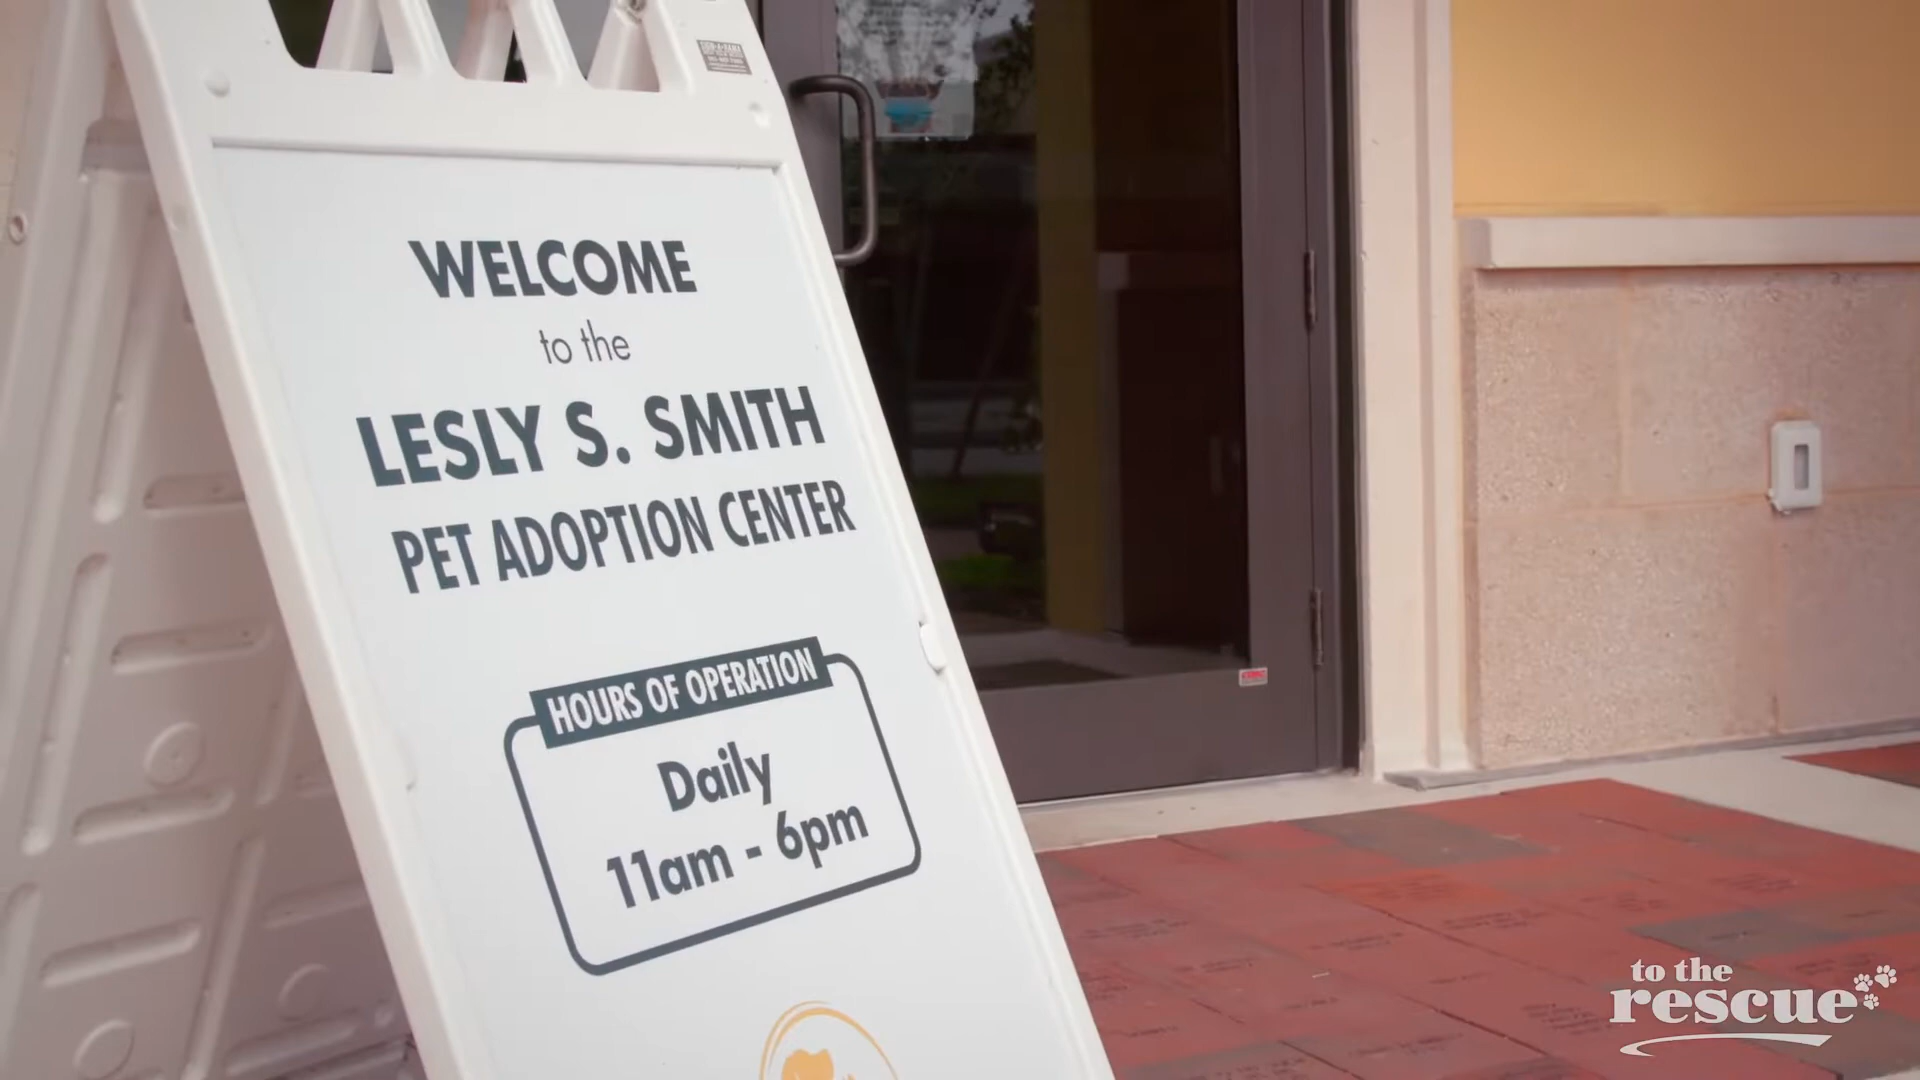 WELCOME
to the
LESLY S. SMITH
PET ADOPTION CENTER
HOURS OF OPERATION
Daily
11am - 6pm
to the
rescue